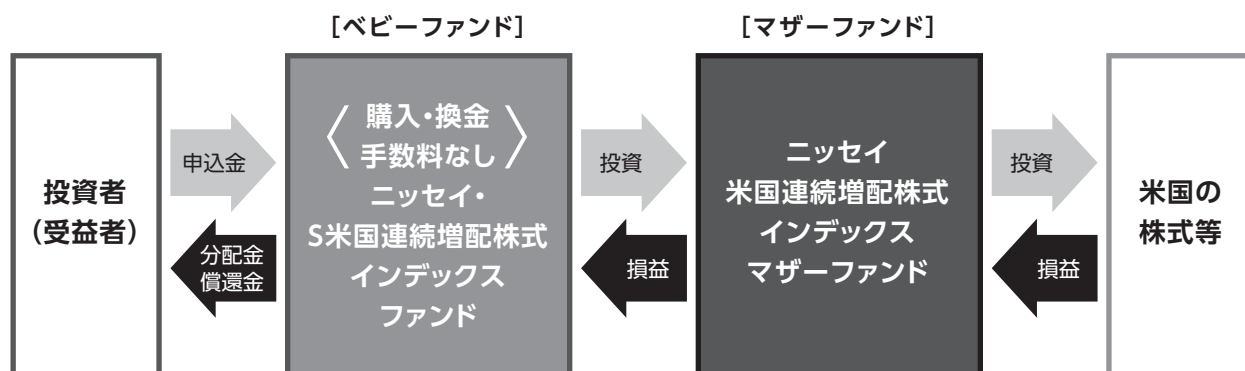 [ベビーファンド]
[マザーファンド]
投資者
（受益者）
申込金
分配金
償還金
〈購入・換金
手数料なし〉
ニッセイ・
S米国連続増配株式
インデックス
ファンド
投資
損益
ニッセイ
米国連続増配株式
インデックス
マザーファンド
投資
損益
米国の
株式等